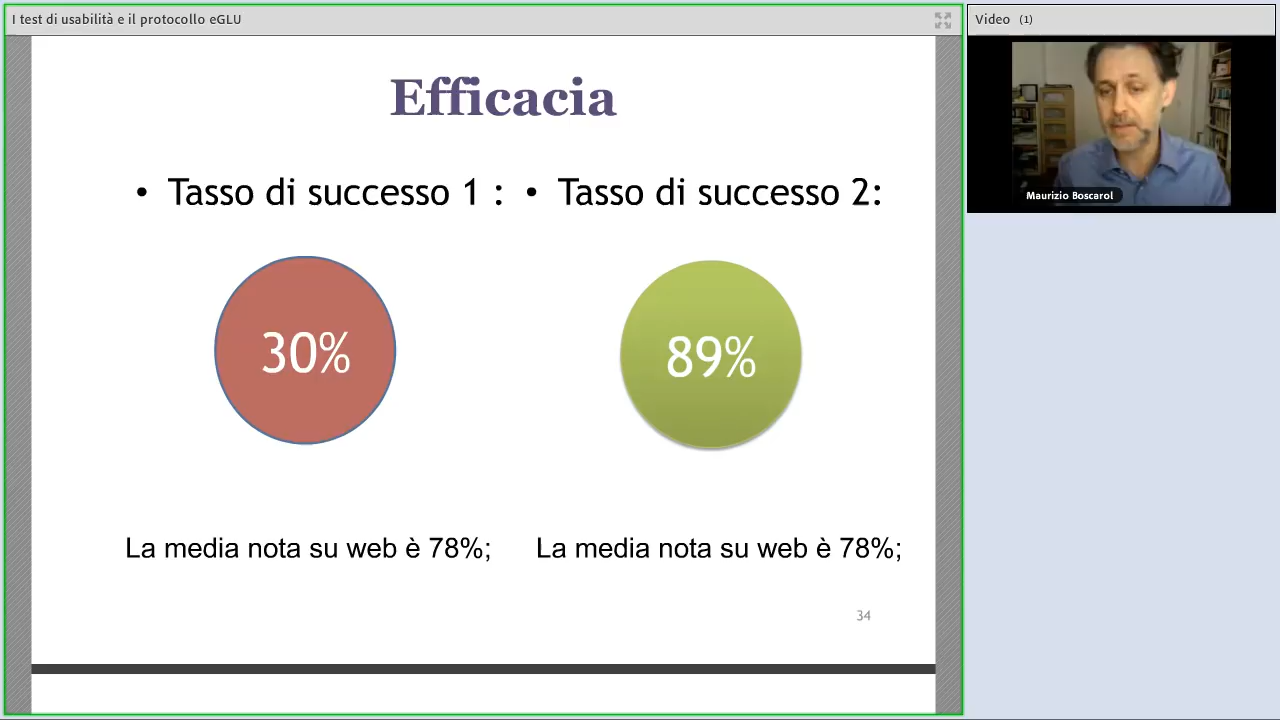 I test di usabilità e il protocollo eGLU
Video (1)
Maurizio Boscarol
Efficacia
• Tasso di successo 1 :
• Tasso di successo 2:
30%
89%
La media nota su web è 78%;
La media nota su web è 78%;
34